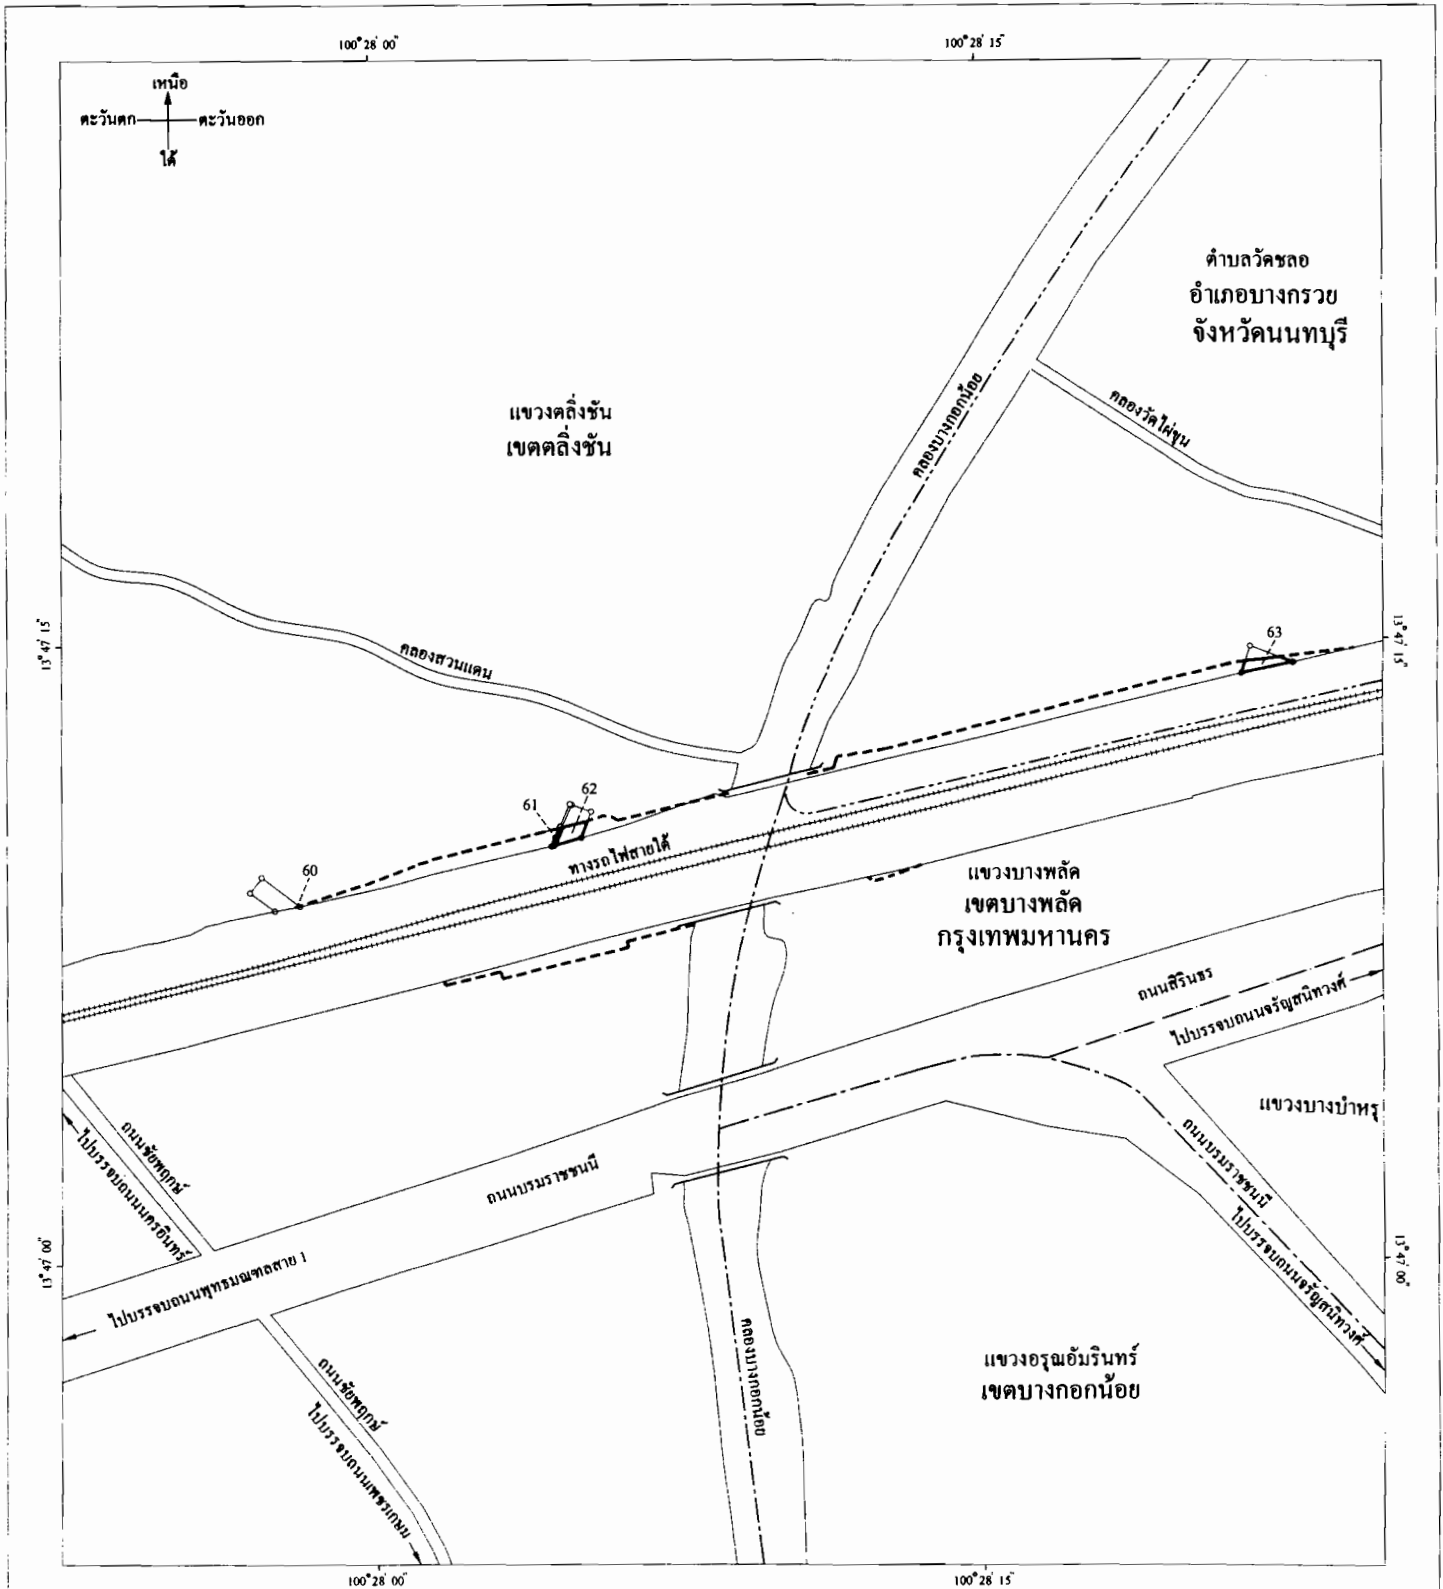 100° 28' 00"
100° 28' 15"
เหนือ
ตะวันตก
ตะวันออก
ใต้
ตำบลวัดชลอ
อำเภอบางกรวย
จังหวัดนนทบุรี
แขวงตลิ่งชัน
เขตตลิ่งชัน
คลองบางกอกน้อย
คลองวัดไผ่ขุน
13° 47' 15"
13° 47' 15"
คลองสวนแดน
63
61
62
60
ทางรถไฟสายใต้
แขวงบางพลัด
เขตบางพลัด
กรุงเทพมหานคร
ถนนสิรินธร
ไปบรรจบถนนจรัญสนิทวงศ์
แขวงบางบำหรุ
ถนนชัยพฤกษ์
ไปบรรจบถนนนครอินทร์
ถนนบรมราชชนนี
ถนนบรมราชชนนี
ไปบรรจบถนนจรัญสนิทวงศ์
13° 47' 00"
13° 47' 00"
ไปบรรจบถนนพุทธมณฑลสาย 1
ถนนชัยพฤกษ์
ไปบรรจบถนนเพชรเกษม
คลองบางกอกน้อย
แขวงอรุณอัมรินทร์
เขตบางกอกน้อย
100° 28' 00"
100° 28' 15"